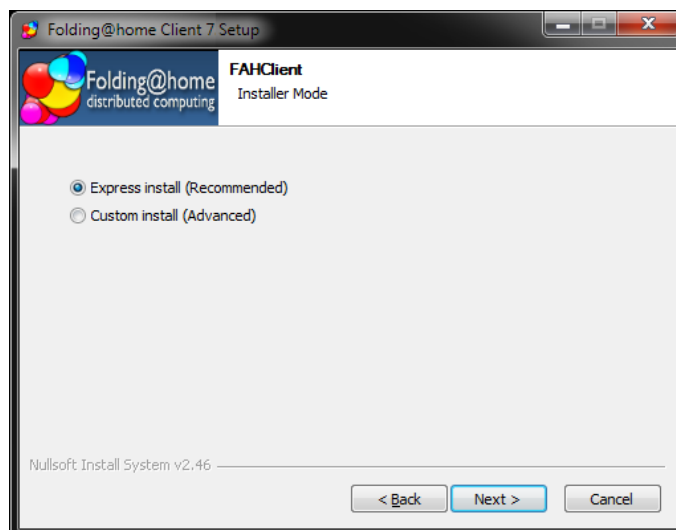 Folding@home Client 7 Setup
Folding@home
distributed computing
FAHClient
Installer Mode
Express install (Recommended)
Custom install (Advanced)
Nullsoft Install System v2.46
< Back
Next >
Cancel